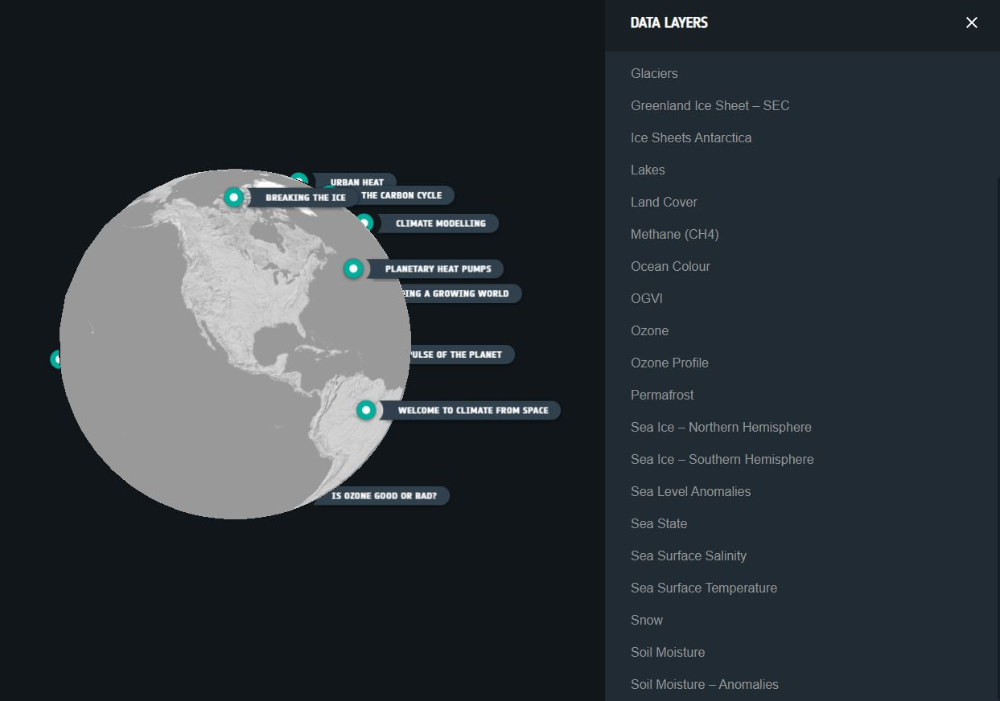 URBAN HEAT
BREAKING THE ICE
THE CARBON CYCLE
CLIMATE MODELLING
PLANETARY HEAT PUMPS
A GROWING WORLD
OF THE PLANET
WELCOME TO CLIMATE FROM SPACE
IS OZONE GOOD OR BAD?
DATA LAYERS
Glaciers
Greenland Ice Sheet – SEC
Ice Sheets Antarctica
Lakes
Land Cover
Methane (CH4)
Ocean Colour
OGVI
Ozone
Ozone Profile
Permafrost
Sea Ice – Northern Hemisphere
Sea Ice – Southern Hemisphere
Sea Level Anomalies
Sea State
Sea Surface Salinity
Sea Surface Temperature
Snow
Soil Moisture
Soil Moisture – Anomalies